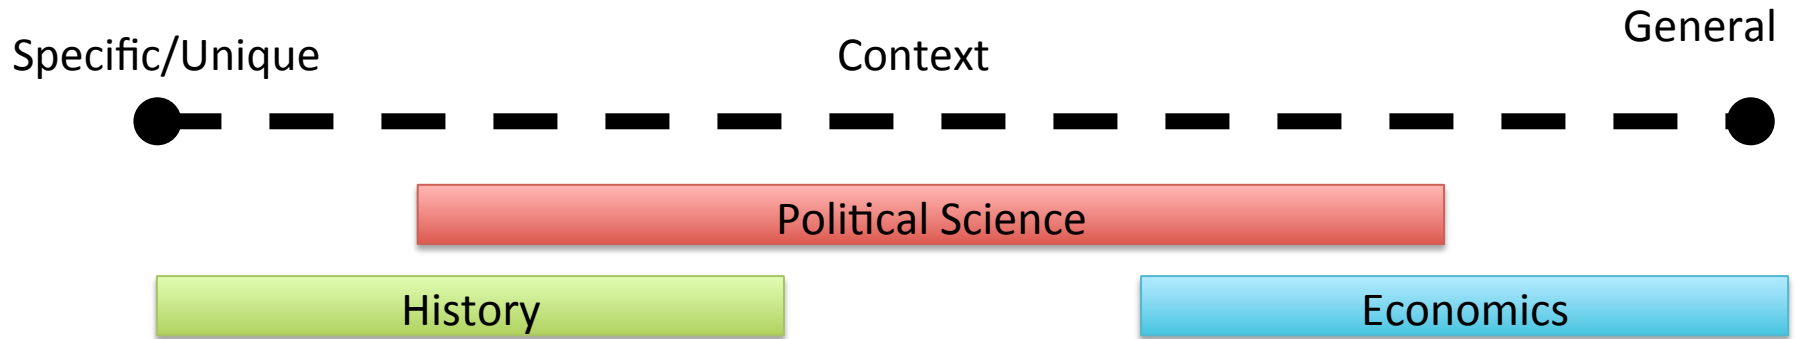 General
Specific/Unique
Context
Political Science
History
Economics